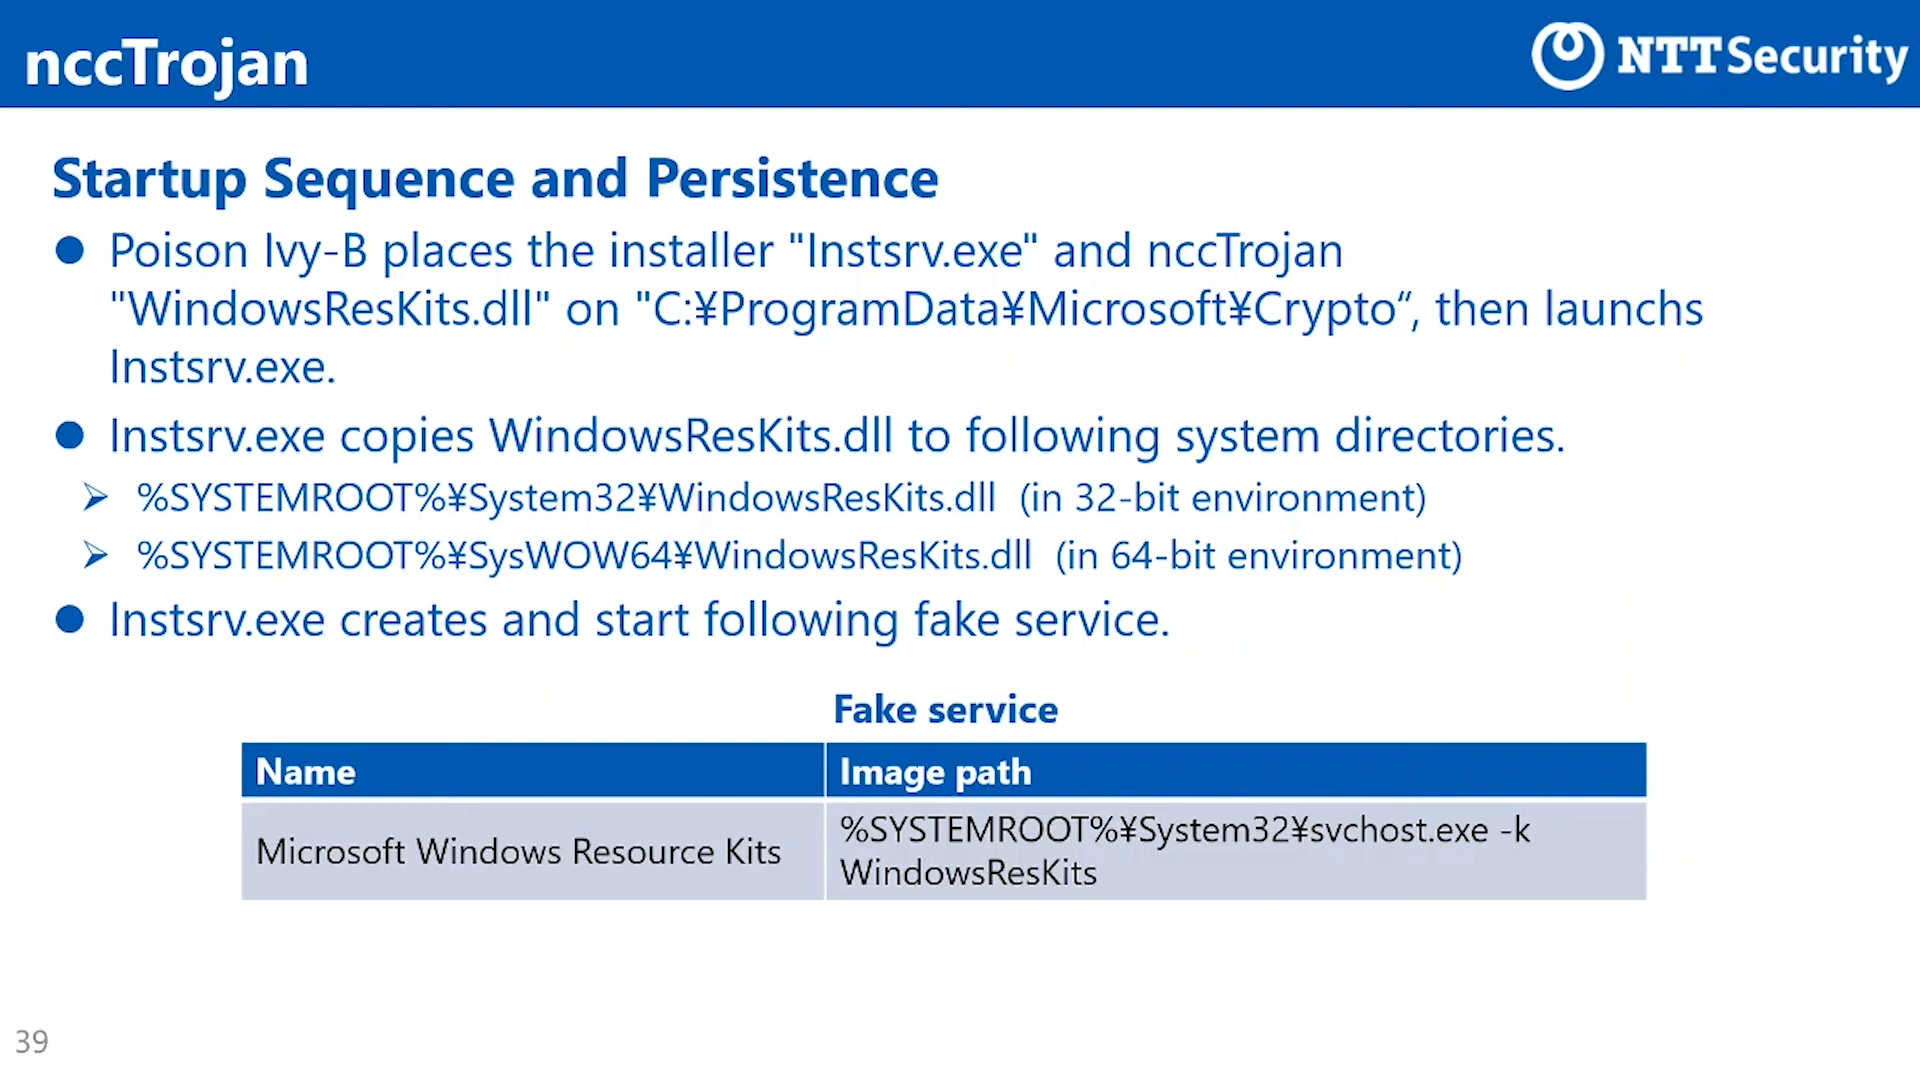 nccTrojan
NTT Security
Startup Sequence and Persistence
● Poison Ivy-B places the installer "Instsrv.exe" and nccTrojan
"WindowsResKits.dll" on "C:¥ProgramData¥Microsoft¥Crypto“, then launchs
Instsrv.exe.
● Instsrv.exe copies WindowsResKits.dll to following system directories.
➢ %SYSTEMROOT%¥System32¥WindowsResKits.dll (in 32-bit environment)
➢ %SYSTEMROOT%¥SysWOW64¥WindowsResKits.dll (in 64-bit environment)
● Instsrv.exe creates and start following fake service.
Fake service
Name
Image path
Microsoft Windows Resource Kits
%SYSTEMROOT%¥System32¥svchost.exe -k
WindowsResKits
39